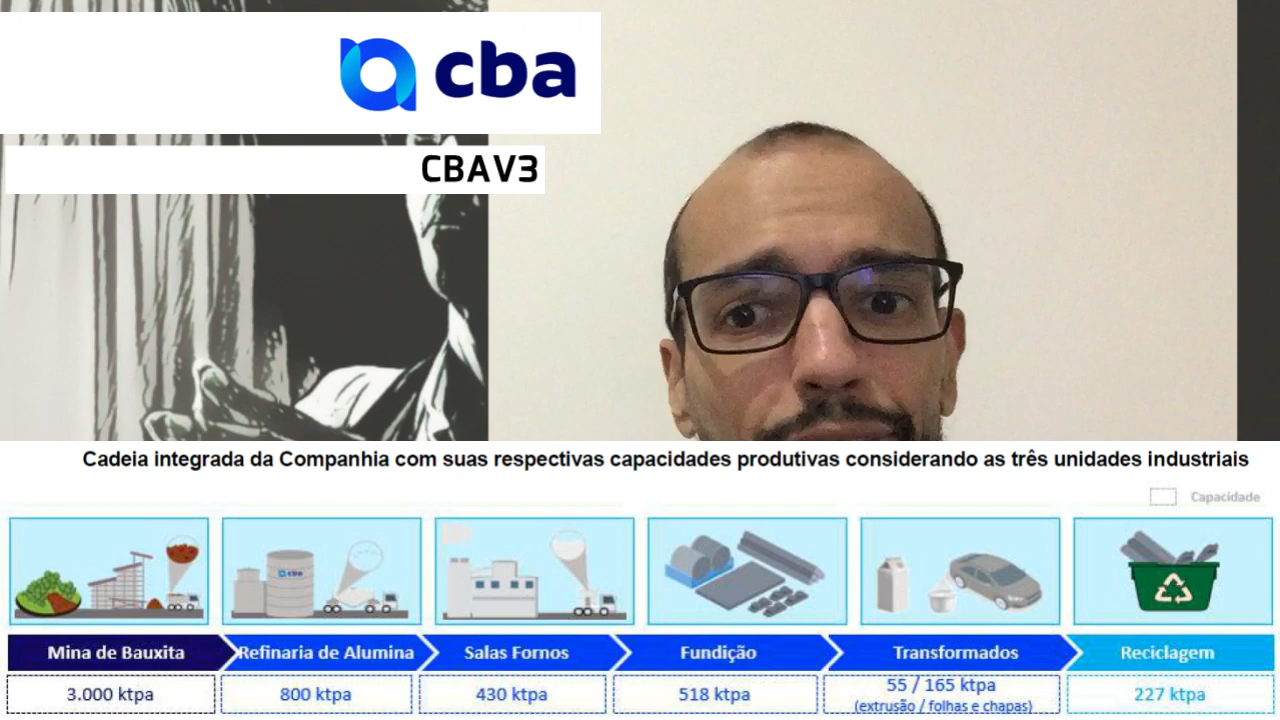 cba
CBAV3
Cadeia integrada da Companhia com suas respectivas capacidades produtivas considerando as três unidades industriais
Capacidade
cba
Mina de Bauxita
Refinaria de Alumina
Salas Fornos
Fundição
Transformados
Reciclagem
3.000 ktpa
800 ktpa
430 ktpa
518 ktpa
55 / 165 ktpa
(extrusão / folhas e chapas)
227 ktpa